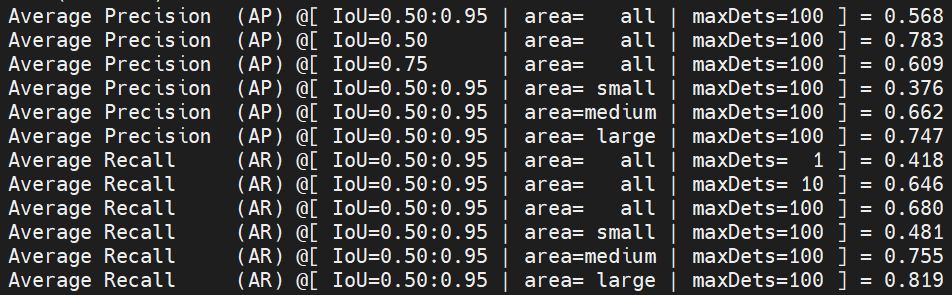 Average Precision  (AP) @[ IoU=0.50:0.95 | area=   all | maxDets=100 ] = 0.568
Average Precision  (AP) @[ IoU=0.50      | area=   all | maxDets=100 ] = 0.783
Average Precision  (AP) @[ IoU=0.75      | area=   all | maxDets=100 ] = 0.609
Average Precision  (AP) @[ IoU=0.50:0.95 | area= small | maxDets=100 ] = 0.376
Average Precision  (AP) @[ IoU=0.50:0.95 | area=medium | maxDets=100 ] = 0.662
Average Precision  (AP) @[ IoU=0.50:0.95 | area= large | maxDets=100 ] = 0.747
Average Recall     (AR) @[ IoU=0.50:0.95 | area=   all | maxDets=  1 ] = 0.418
Average Recall     (AR) @[ IoU=0.50:0.95 | area=   all | maxDets= 10 ] = 0.646
Average Recall     (AR) @[ IoU=0.50:0.95 | area=   all | maxDets=100 ] = 0.680
Average Recall     (AR) @[ IoU=0.50:0.95 | area= small | maxDets=100 ] = 0.481
Average Recall     (AR) @[ IoU=0.50:0.95 | area=medium | maxDets=100 ] = 0.755
Average Recall     (AR) @[ IoU=0.50:0.95 | area= large | maxDets=100 ] = 0.819